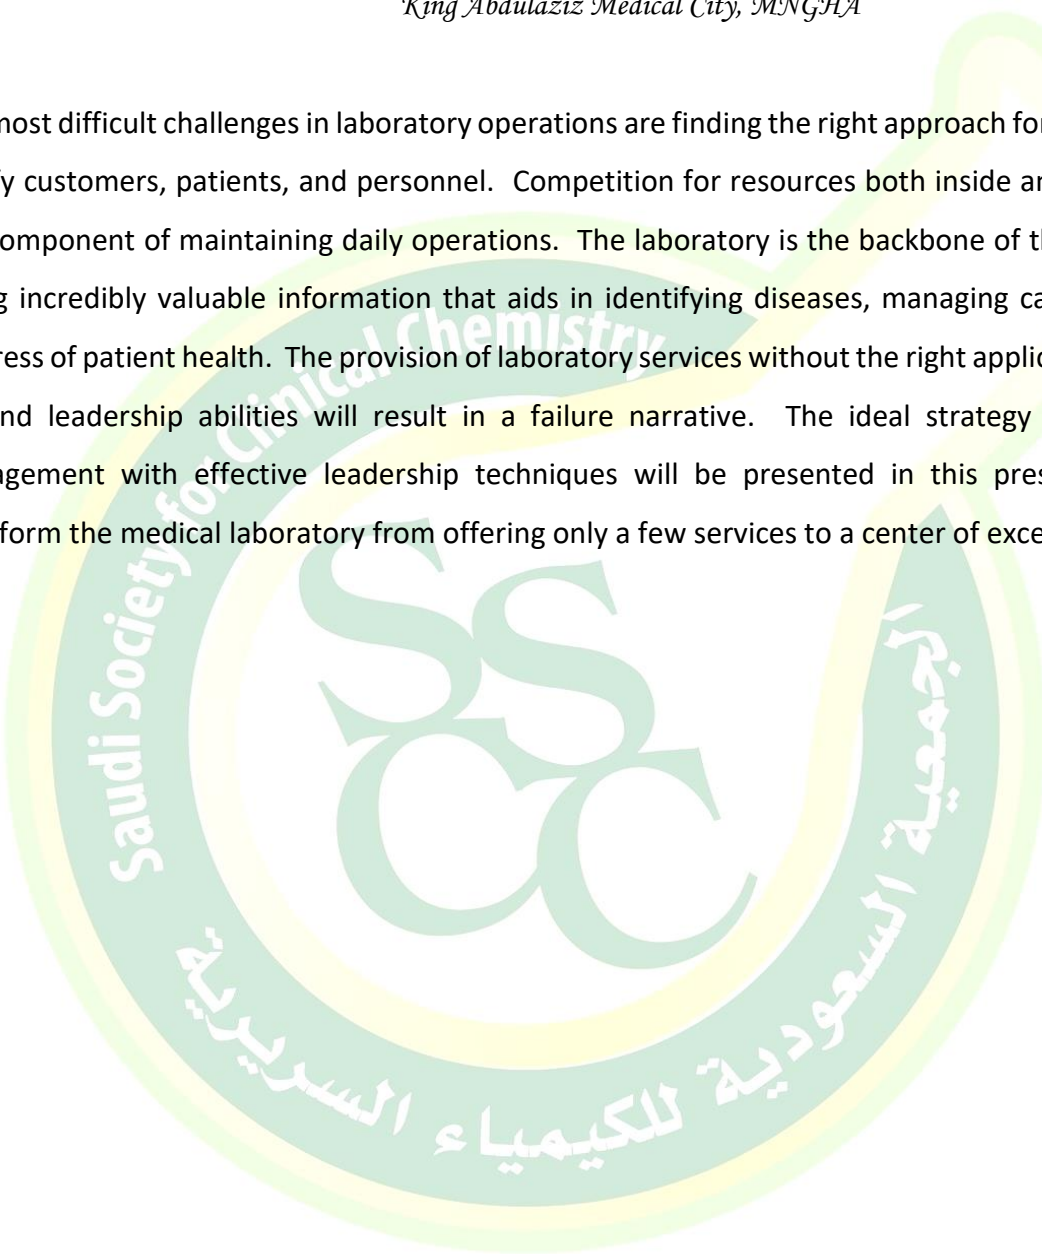 King Abdulaziz Medical City, MNGHA
most difficult challenges in laboratory operations are finding the right approach for
fy customers, patients, and personnel. Competition for resources both inside an
component of maintaining daily operations. The laboratory is the backbone of th
g incredibly valuable information that aids in identifying diseases, managing ca
ress of patient health. The provision of laboratory services without the right applic
nd leadership abilities will result in a failure narrative. The ideal strategy
agement with effective leadership techniques will be presented in this pres
form the medical laboratory from offering only a few services to a center of exce
Saudi Society for Clinical Chemistry
SSCC
الجمعية السعودية للكيمياء السريرية